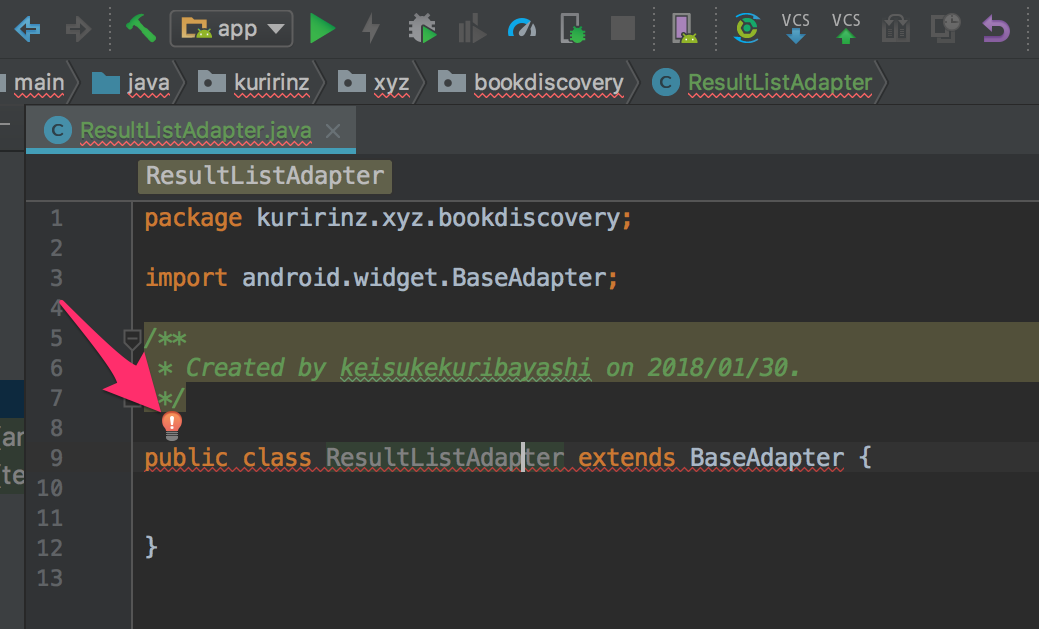 app
VCS VCS
main java kuririnz xyz bookdiscovery C ResultListAdapter
C ResultListAdapter.java
ResultListAdapter
1 package kuririnz.xyz.bookdiscovery;
2
3 import android.widget.BaseAdapter;
4
5 /**
6 * Created by keisukekuribayashi on 2018/01/30.
7 */
8
9 public class ResultListAdapter extends BaseAdapter {
10
11
12 }
13
(ar
(te